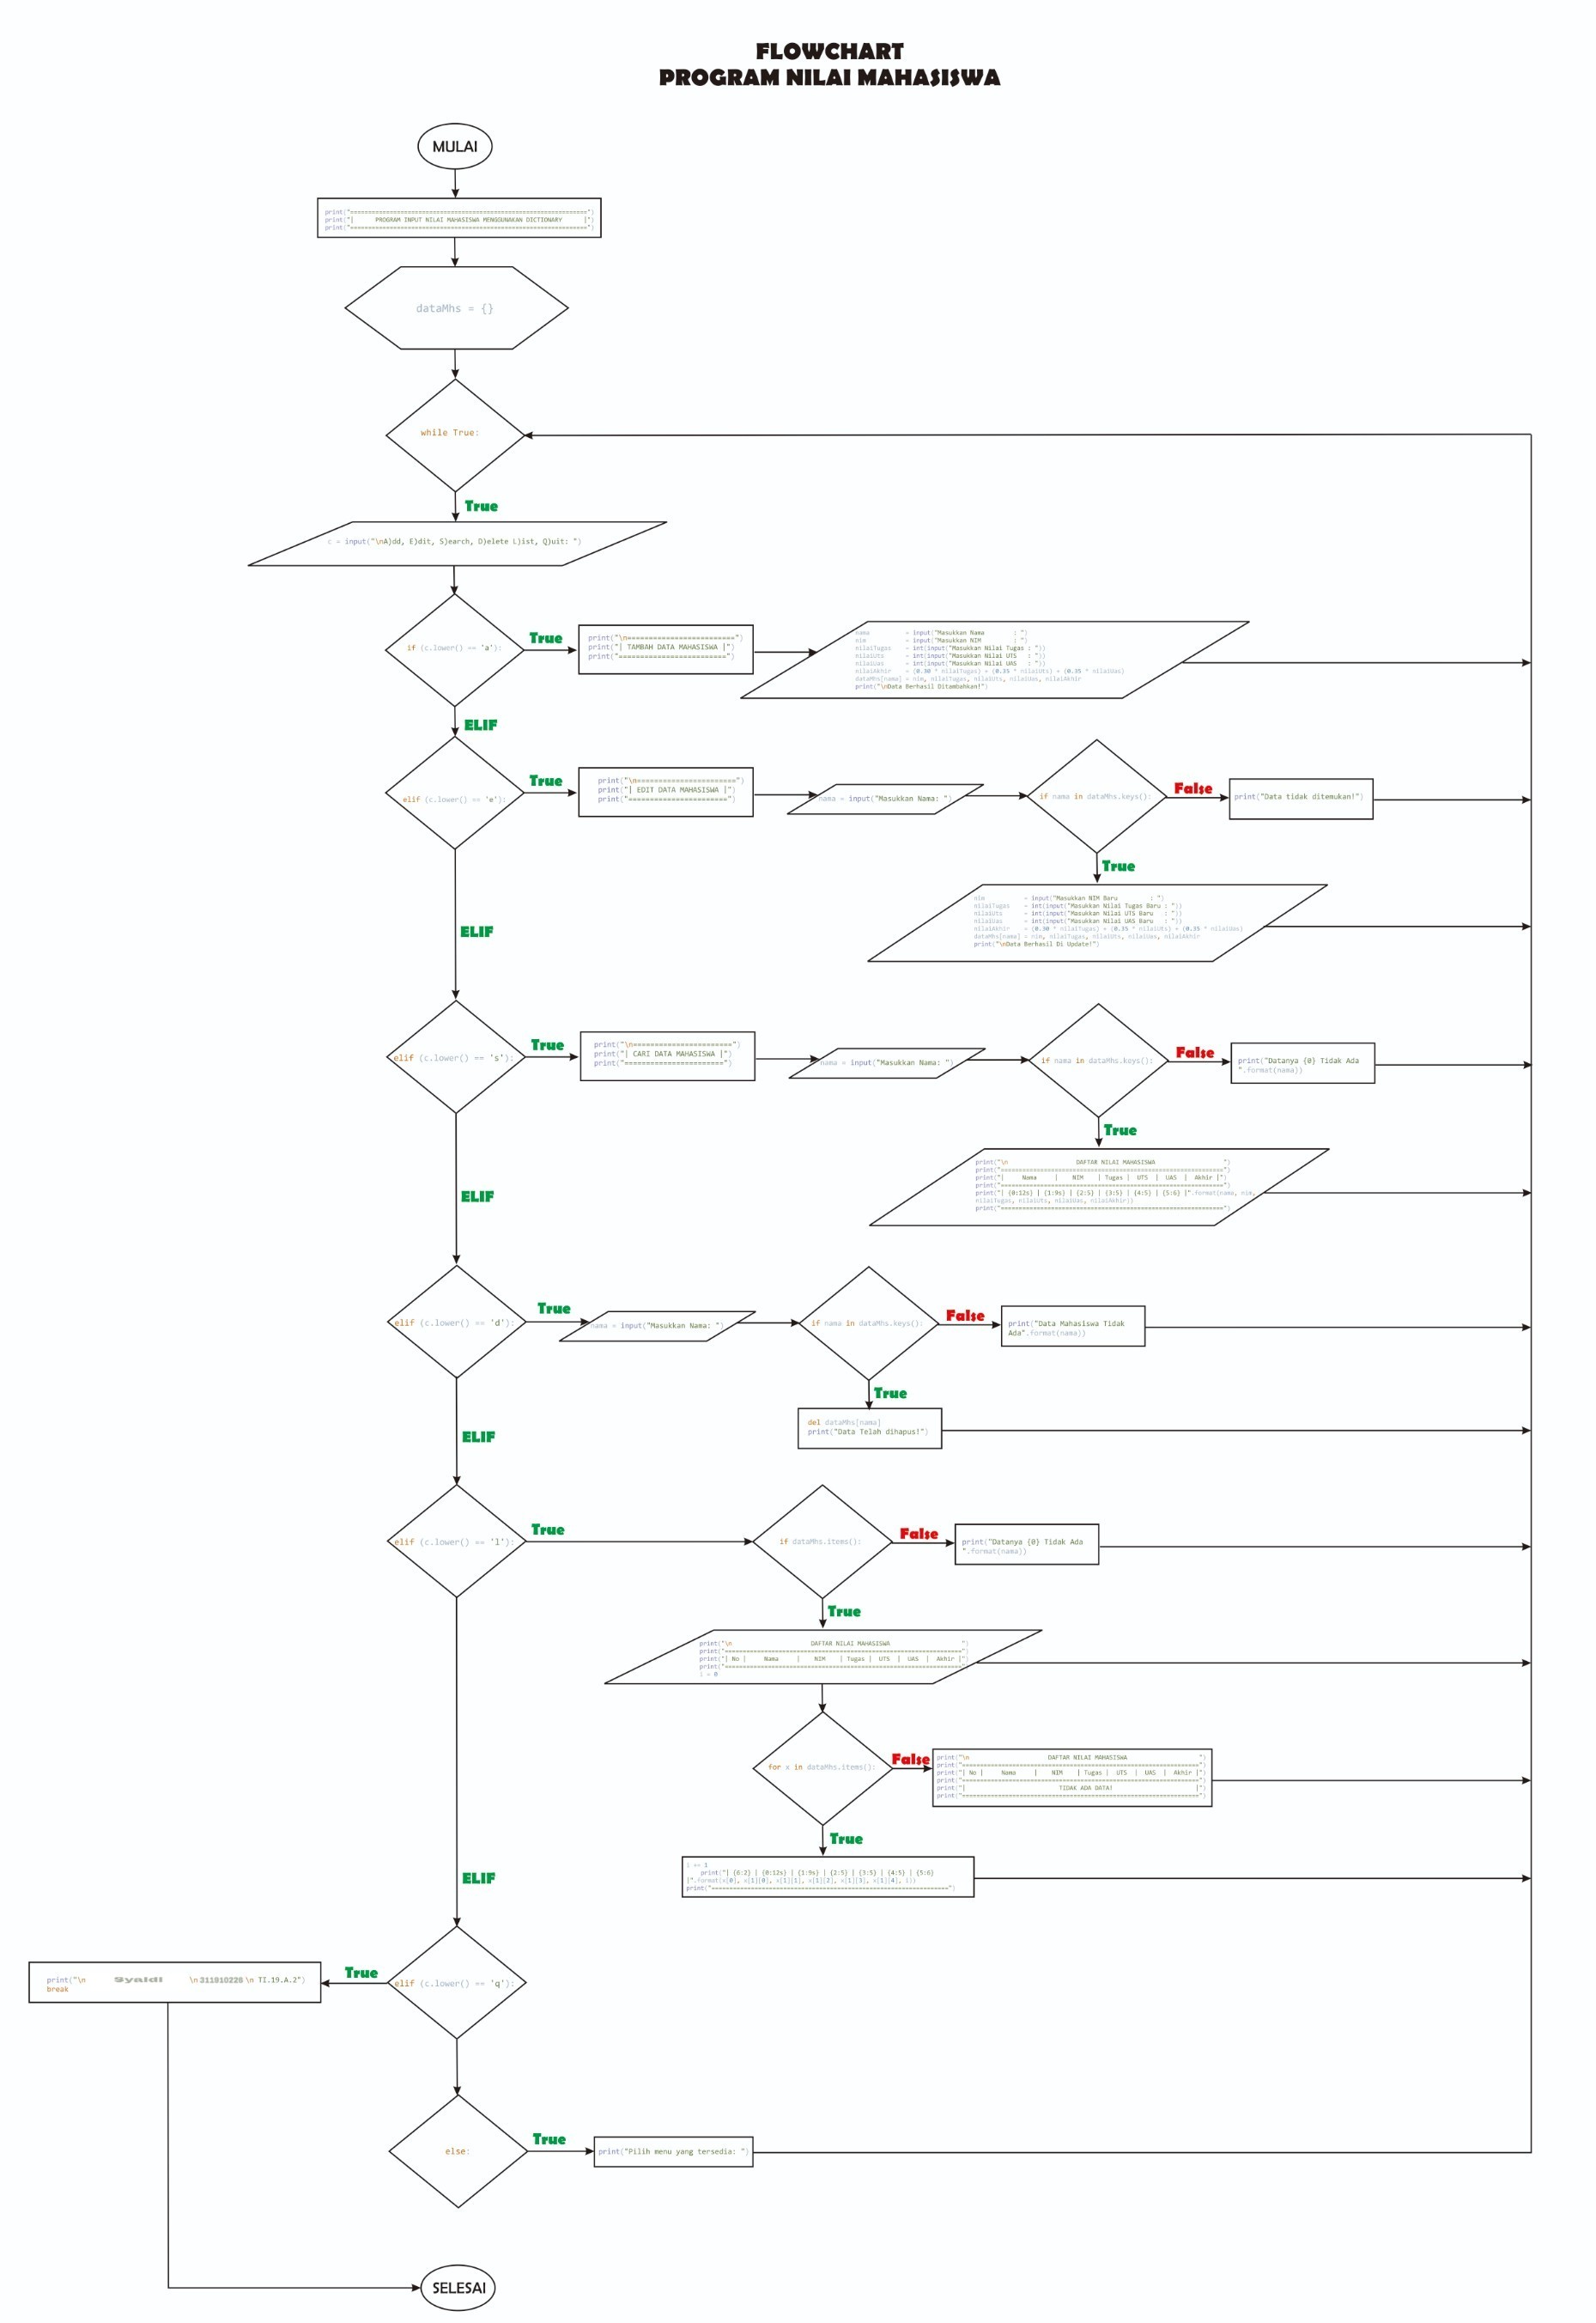 FLOWCHART
PROGRAM NILAI MAHASISWA
MULAI
print("==================================================================")
print("|      PROGRAM INPUT NILAI MAHASISWA MENGGUNAKAN DICTIONARY      |")
print("==================================================================")
dataMhs = {}
while True:
True
c = input("\nA)dd, E)dit, S)earch, D)elete L)ist, Q)uit: ")
if (c.lower() == 'a'):
True
print("\n=========================")
print("| TAMBAH DATA MAHASISWA |")
print("=========================")
nama = input("Masukkan Nama : ")
nim = input("Masukkan NIM : ")
nilaiTugas = int(input("Masukkan Nilai Tugas : "))
nilaiUts = int(input("Masukkan Nilai UTS : "))
nilaiUas = int(input("Masukkan Nilai UAS : "))
nilaiAkhir = (0.30 * nilaiTugas) + (0.35 * nilaiUts) + (0.35 * nilaiUas)
dataMhs[nama] = nim, nilaiTugas, nilaiUts, nilaiUas, nilaiAkhir
print("\nData Berhasil Ditambahkan!")
ELIF
elif (c.lower() == 'e'):
True
print("\n=======================")
print("| EDIT DATA MAHASISWA |")
print("=======================")
nama = input("Masukkan Nama: ")
if nama in dataMhs.keys():
False
print("Data tidak ditemukan!")
True
nim = input("Masukkan NIM Baru : ")
nilaiTugas = int(input("Masukkan Nilai Tugas Baru : "))
nilaiUts = int(input("Masukkan Nilai UTS Baru : "))
nilaiUas = int(input("Masukkan Nilai UAS Baru : "))
nilaiAkhir = (0.30 * nilaiTugas) + (0.35 * nilaiUts) + (0.35 * nilaiUas)
dataMhs[nama] = nim, nilaiTugas, nilaiUts, nilaiUas, nilaiAkhir
print("\nData Berhasil Di Update!")
ELIF
elif (c.lower() == 's'):
True
print("\n=======================")
print("| CARI DATA MAHASISWA |")
print("=======================")
nama = input("Masukkan Nama: ")
if nama in dataMhs.keys():
False
print("Datanya {0} Tidak Ada
".format(nama))
True
print("\n                   DAFTAR NILAI MAHASISWA                   ")
print("==============================================================")
print("|     Nama     |    NIM    | Tugas |  UTS  |  UAS  |  Akhir |")
print("==============================================================")
print("| {0:12s} | {1:9s} | {2:5} | {3:5} | {4:5} | {5:6} |".format(nama, nim,
nilaiTugas, nilaiUts, nilaiUas, nilaiAkhir))
print("==============================================================")
ELIF
elif (c.lower() == 'd'):
True
nama = input("Masukkan Nama: ")
if nama in dataMhs.keys():
False
print("Data Mahasiswa Tidak
Ada".format(nama))
True
del dataMhs[nama]
print("Data Telah dihapus!")
ELIF
elif (c.lower() == 'l'):
True
if dataMhs.items():
False
print("Datanya {0} Tidak Ada
".format(nama))
True
print("\n                      DAFTAR NILAI MAHASISWA                    ")
print("==================================================================")
print("| No |     Nama     |    NIM    | Tugas |  UTS  |  UAS  |  Akhir |")
print("==================================================================")
i = 0
for x in dataMhs.items():
False
print("\n                      DAFTAR NILAI MAHASISWA                    ")
print("==================================================================")
print("| No |     Nama     |    NIM    | Tugas |  UTS  |  UAS  |  Akhir |")
print("==================================================================")
print("|                          TIDAK ADA DATA!                       |")
print("==================================================================")
True
i += 1
print("| {6:2} | {0:12s} | {1:9s} | {2:5} | {3:5} | {4:5} | {5:6}
|".format(x[0], x[1][0], x[1][1], x[1][2], x[1][3], x[1][4], i))
print("==================================================================")
ELIF
elif (c.lower() == 'q'):
True
print("\n Syaidi \n 311910226 \n TI.19.A.2")
break
else:
True
print("Pilih menu yang tersedia: ")
SELESAI